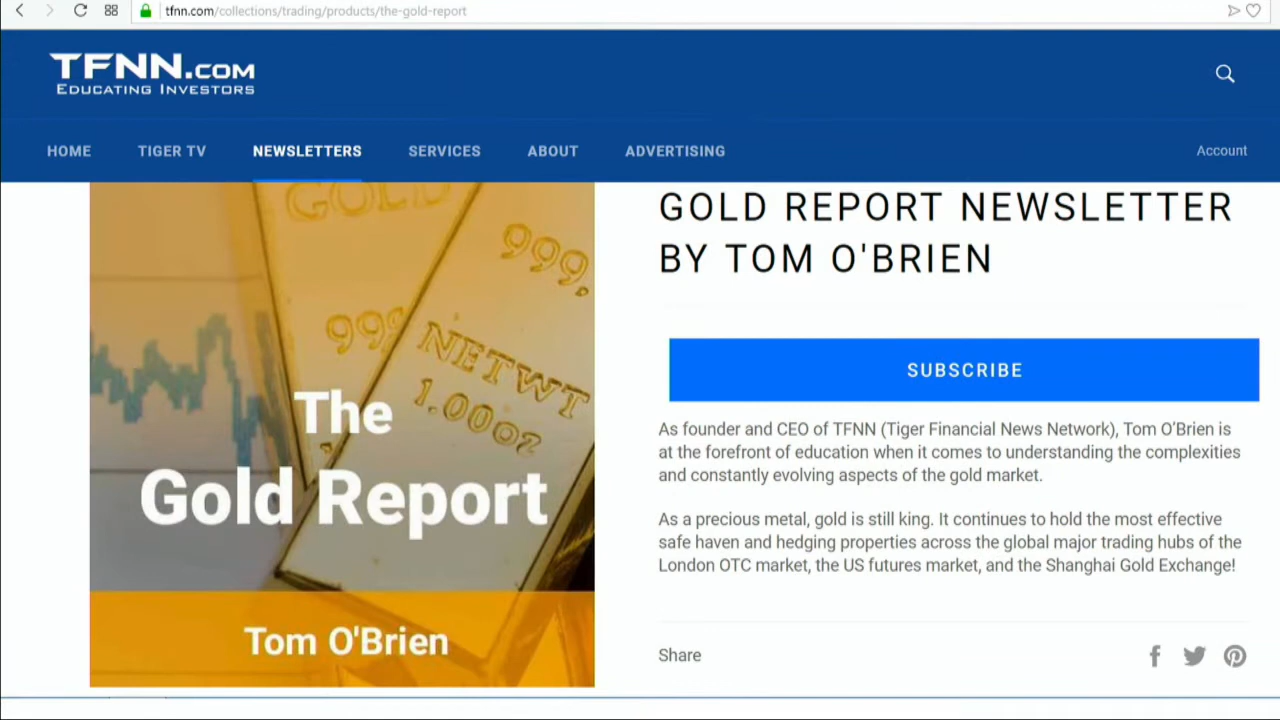 tfnn.com/collections/trading/products/the-gold-report
TFNN.COM
EDUCATING INVESTORS
HOME
TIGER TV
NEWSLETTERS
SERVICES
ABOUT
ADVERTISING
Account
GOLD
999.
999
NETWT
1.00oz
The
Gold Report
Tom O'Brien
GOLD REPORT NEWSLETTER
BY TOM O'BRIEN
SUBSCRIBE
As founder and CEO of TFNN (Tiger Financial News Network), Tom O'Brien is
at the forefront of education when it comes to understanding the complexities
and constantly evolving aspects of the gold market.
As a precious metal, gold is still king. It continues to hold the most effective
safe haven and hedging properties across the global major trading hubs of the
London OTC market, the US futures market, and the Shanghai Gold Exchange!
Share